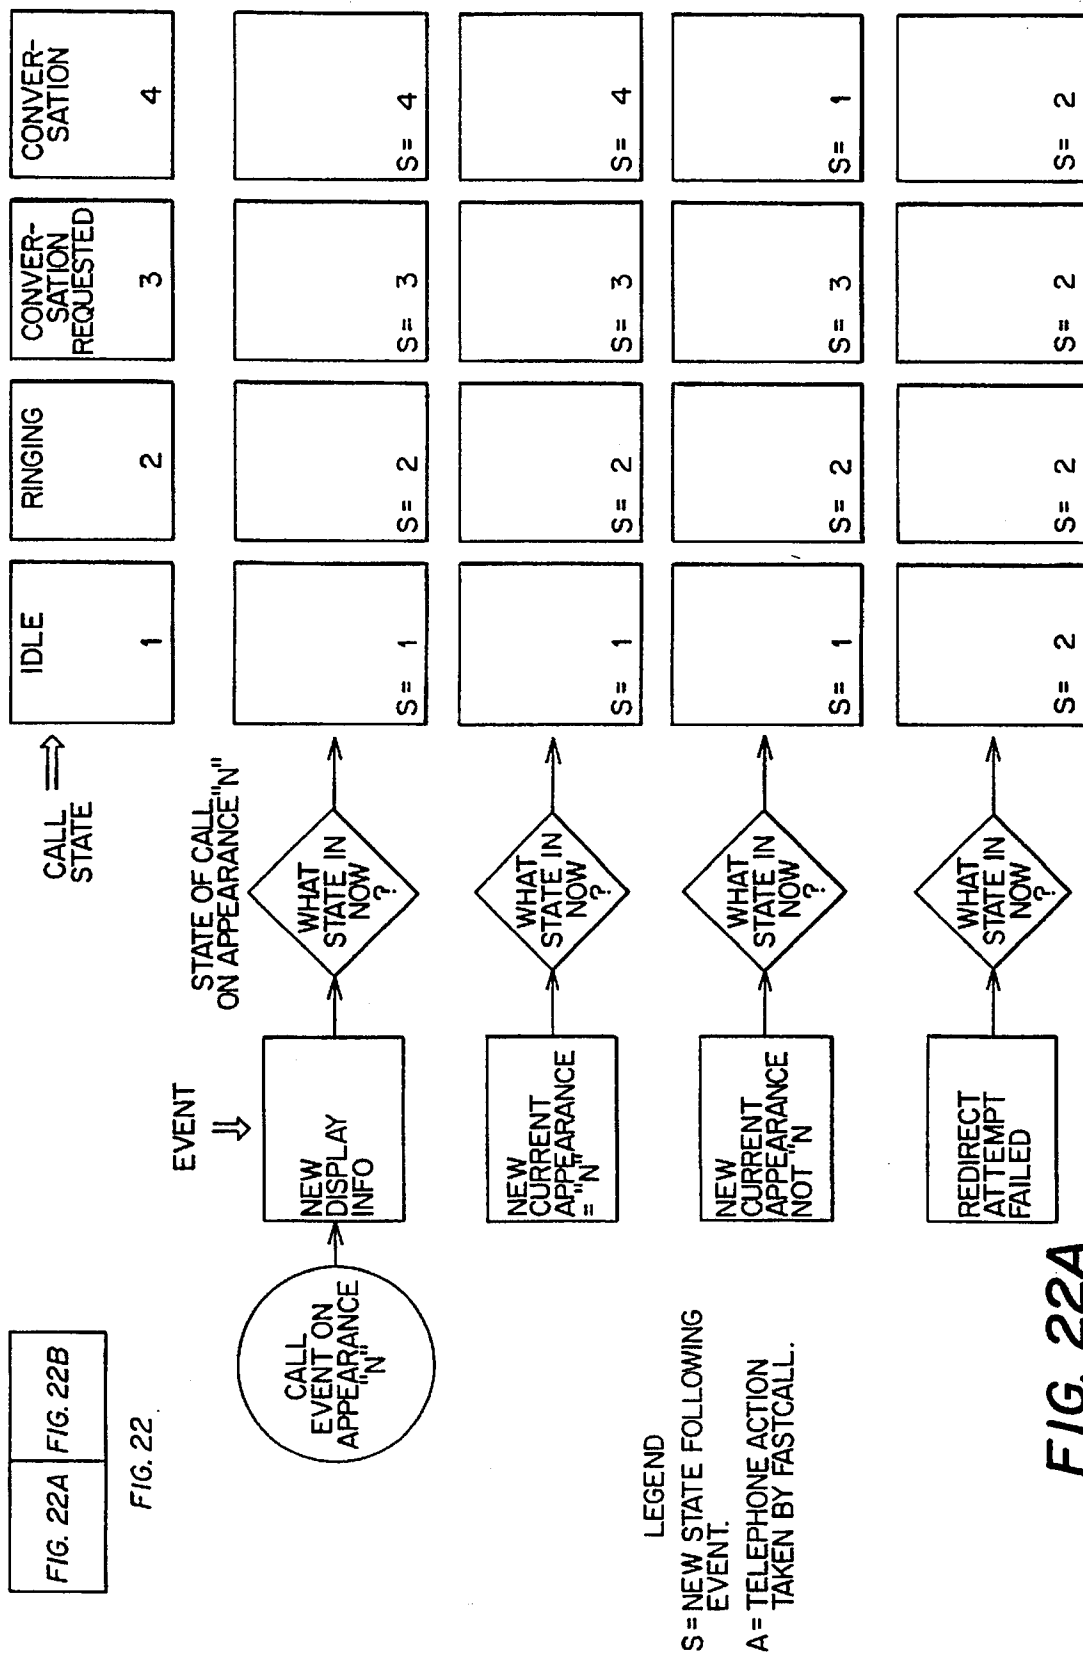 FIG. 22A FIG. 22B
FIG. 22
CALL
STATE
IDLE
1
RINGING
2
CONVER-
SATION
REQUESTED
3
CONVER-
SATION
4
EVENT
STATE OF CALL
ON APPEARANCE "N"
CALL
EVENT ON
APPEARANCE
"N"
NEW
DISPLAY
INFO
WHAT
STATE IN
NOW
?
S= 1
S= 2
S= 3
S= 4
NEW
CURRENT
APPEARANCE
= "N"
WHAT
STATE IN
NOW
?
S= 1
S= 2
S= 3
S= 4
NEW
CURRENT
APPEARANCE
NOT "N
WHAT
STATE IN
NOW
?
S= 1
S= 2
S= 3
S= 1
REDIRECT
ATTEMPT
FAILED
WHAT
STATE IN
NOW
?
S= 2
S= 2
S= 2
S= 2
LEGEND
S = NEW STATE FOLLOWING
EVENT.
A = TELEPHONE ACTION
TAKEN BY FASTCALL.
FIG. 22A